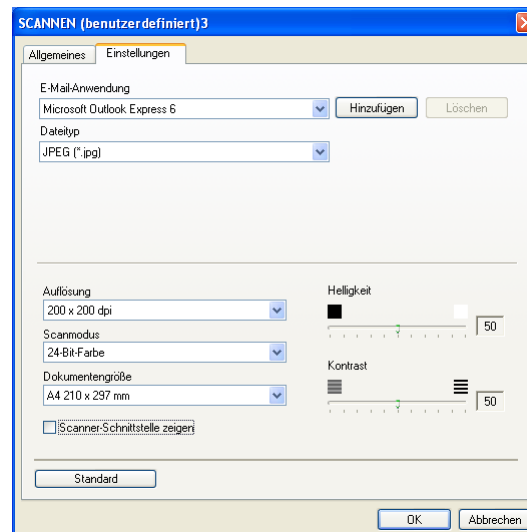 SCANNEN (benutzerdefiniert)3
Allgemeines Einstellungen
E-Mail-Anwendung
Microsoft Outlook Express 6 Hinzufügen Löschen
Dateityp
JPEG (*.jpg)
Auflösung Helligkeit
200 x 200 dpi 50
Scanmodus
24-Bit-Farbe
Dokumentengröße Kontrast
A4 210 x 297 mm 50
Scanner-Schnittstelle zeigen
Standard
OK Abbrechen